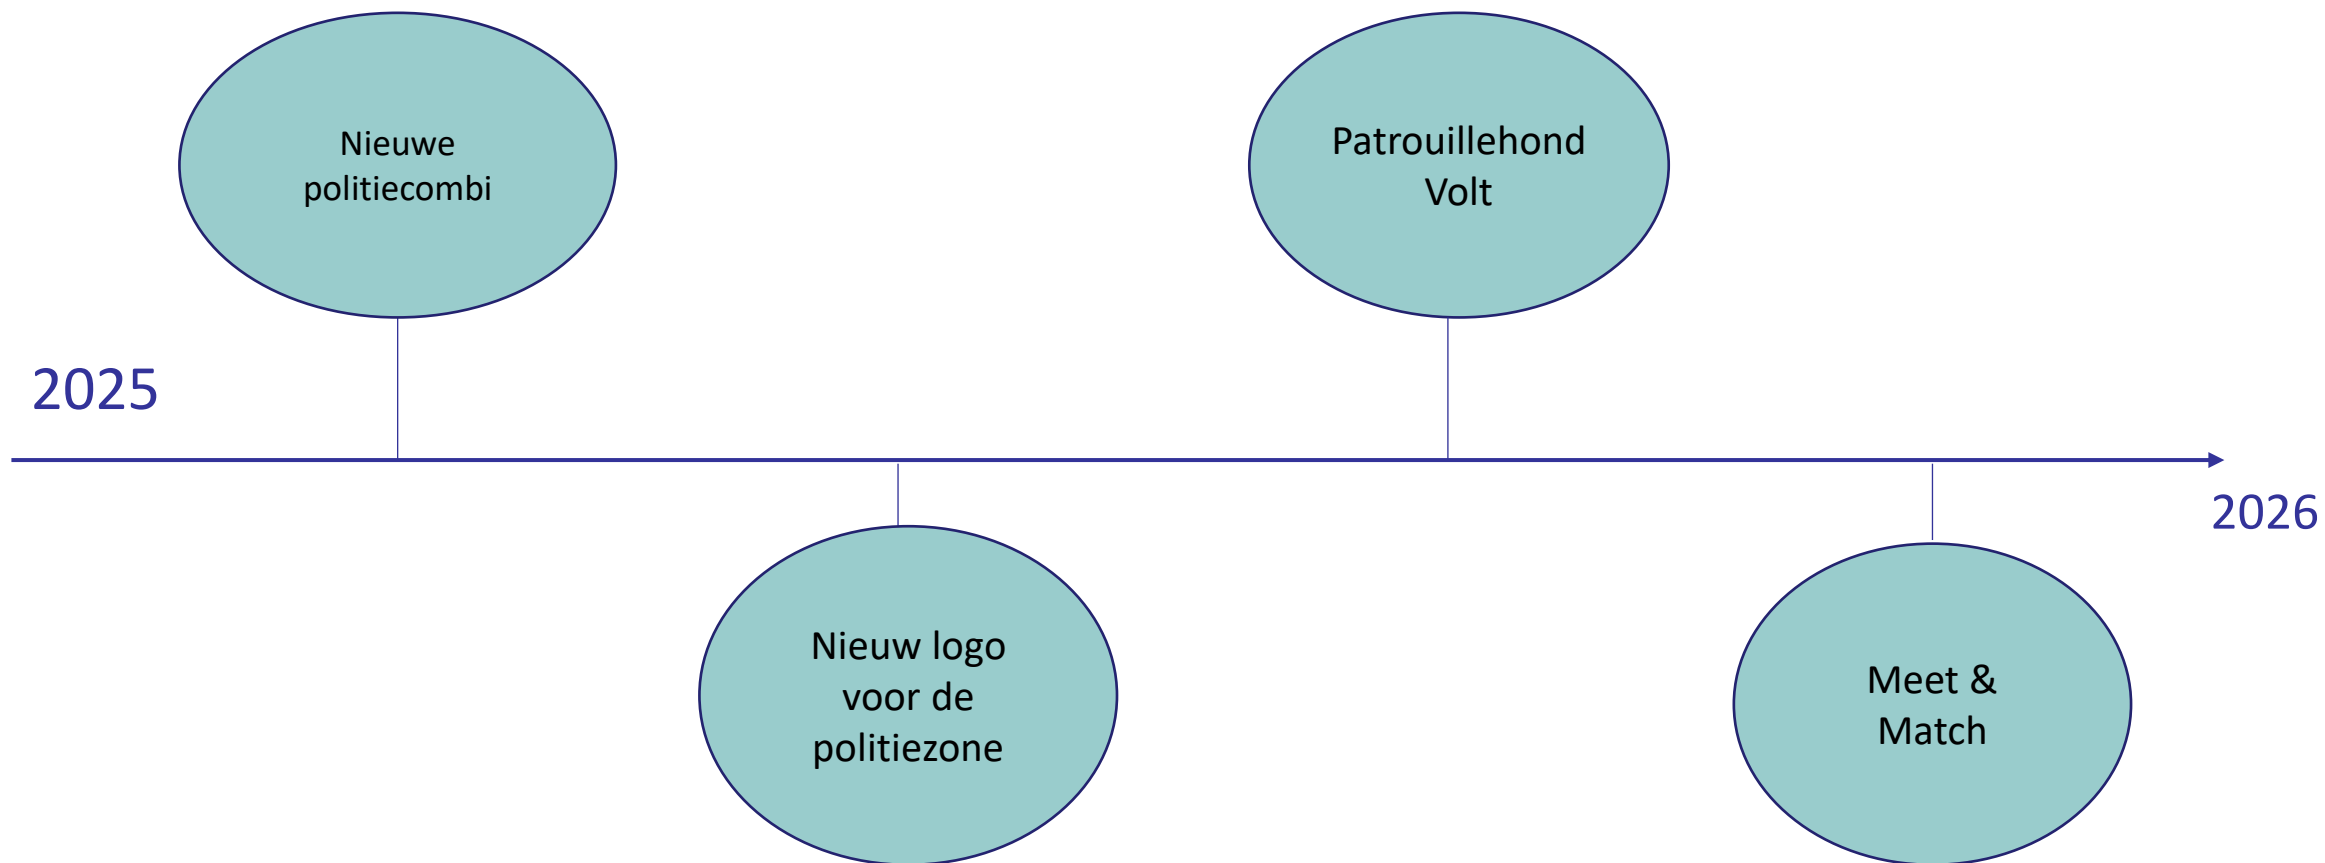 Nieuwe
politiecombi
Patrouillehond
Volt
2025
2026
Nieuw logo
voor de
politiezone
Meet &
Match